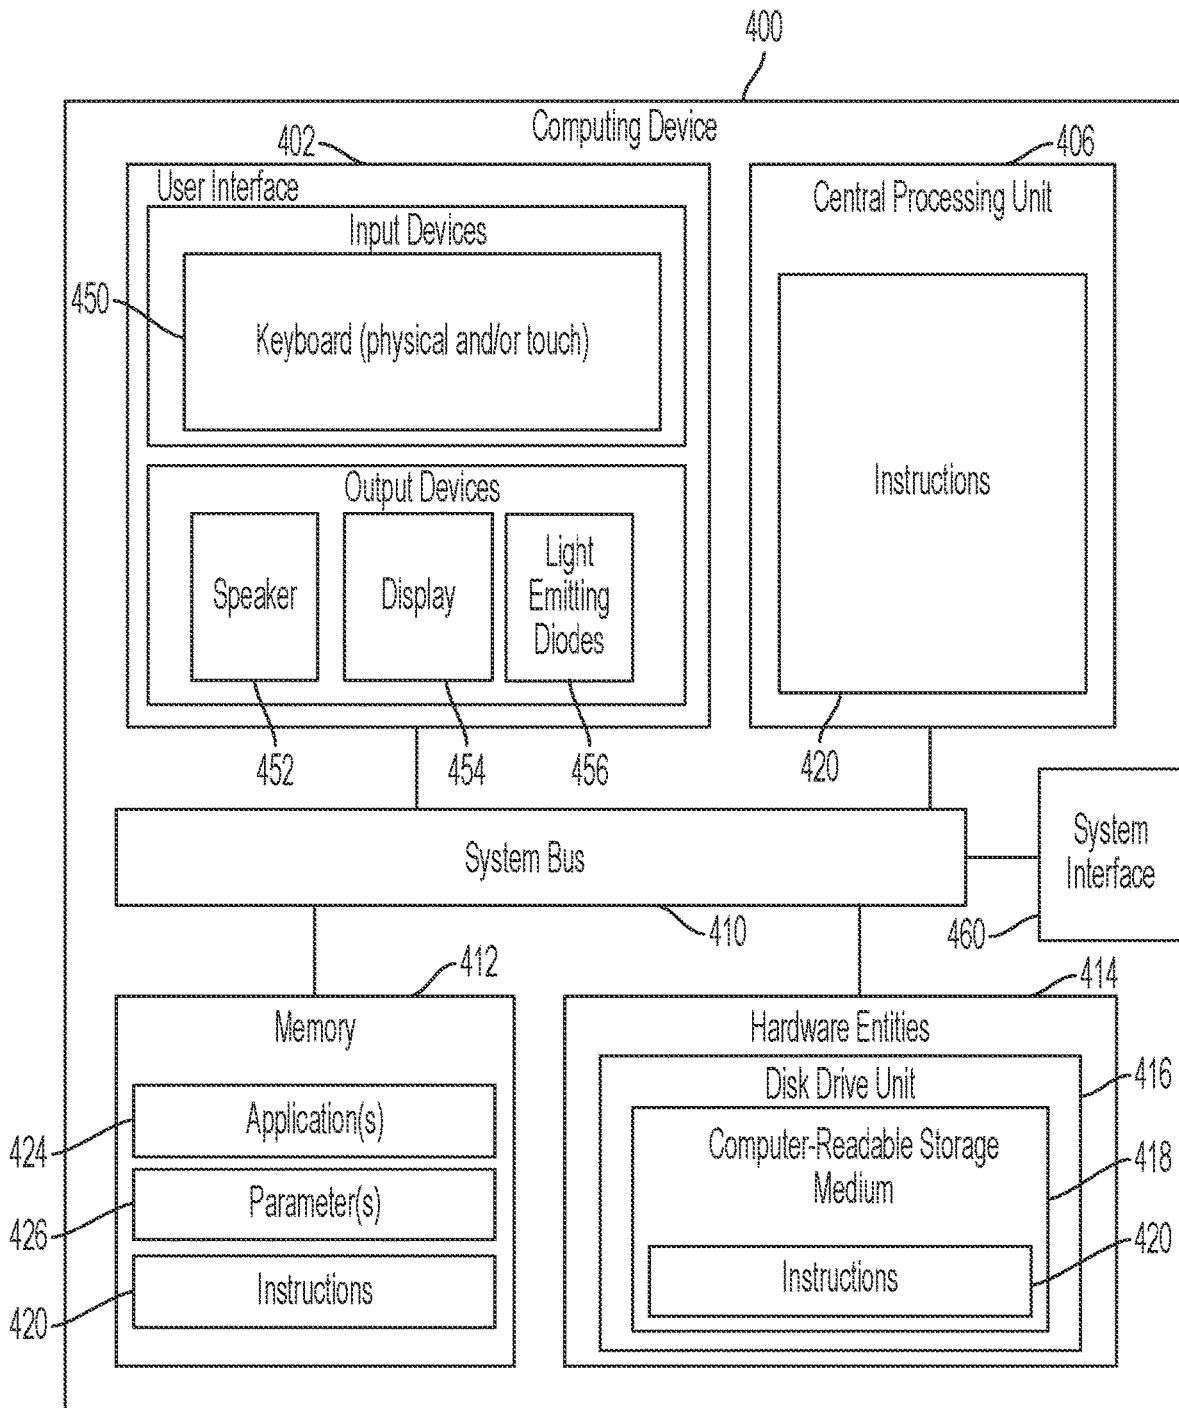 400
Computing Device
402
406
User Interface
Central Processing Unit
Input Devices
450
Keyboard (physical and/or touch)
Instructions
Output Devices
Speaker
Display
Light
Emitting
Diodes
452
454
456
420
System Bus
System
Interface
410
460
412
414
Memory
Hardware Entities
416
Disk Drive Unit
Application(s)
424
Computer-Readable Storage
Medium
418
Parameter(s)
426
420
Instructions
Instructions
420